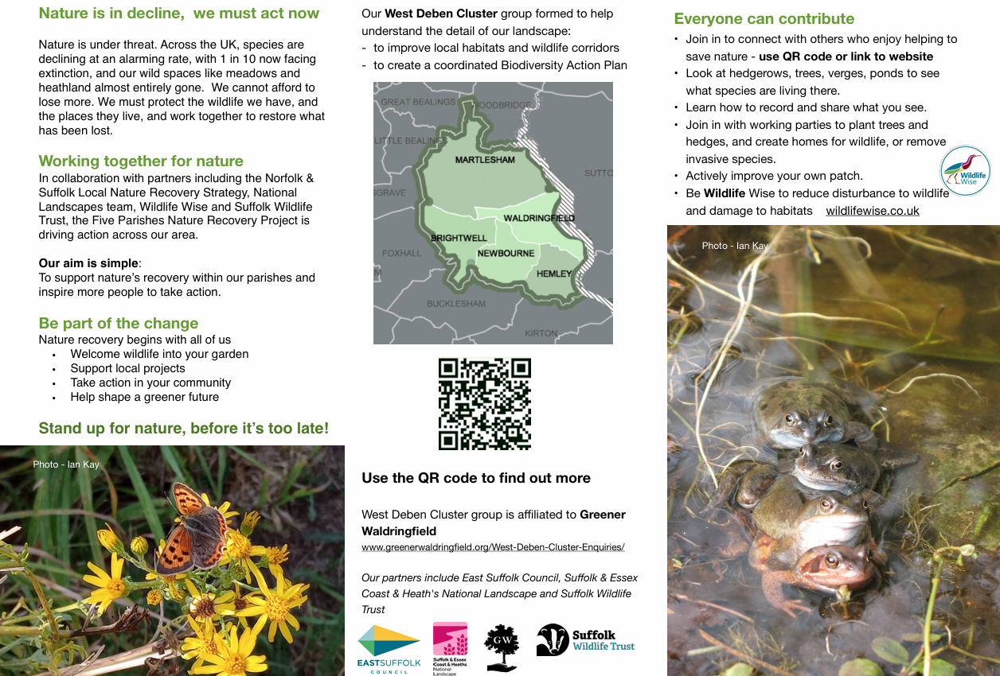 Nature is in decline,  we must act now
Nature is under threat. Across the UK, species are
declining at an alarming rate, with 1 in 10 now facing
extinction, and our wild spaces like meadows and
heathland almost entirely gone.  We cannot afford to
lose more. We must protect the wildlife we have, and
the places they live, and work together to restore what
has been lost.
Working together for nature
In collaboration with partners including the Norfolk &
Suffolk Local Nature Recovery Strategy, National
Landscapes team, Wildlife Wise and Suffolk Wildlife
Trust, the Five Parishes Nature Recovery Project is
driving action across our area.
Our aim is simple:
To support nature’s recovery within our parishes and
inspire more people to take action.
Be part of the change
Nature recovery begins with all of us
• Welcome wildlife into your garden
• Support local projects
• Take action in your community
• Help shape a greener future
Stand up for nature, before it’s too late!
Photo - Ian Kay
Our West Deben Cluster group formed to help
understand the detail of our landscape:
- to improve local habitats and wildlife corridors
- to create a coordinated Biodiversity Action Plan
GREAT BEALINGS
WOODBRIDGE
LITTLE BEALINGS
MARTLESHAM
SUTTO
SGRAVE
WALDRINGFIELD
BRIGHTWELL
NEWBOURNE
FOXHALL
M
HEMLEY
BUCKLESHAM
KIRTON
Use the QR code to find out more
West Deben Cluster group is affiliated to Greener
Waldringfield
www.greenerwaldringfield.org/West-Deben-Cluster-Enquiries/
Our partners include East Suffolk Council, Suffolk & Essex
Coast & Heath's National Landscape and Suffolk Wildlife
Trust
EASTSUFFOLK
COUNCIL
Suffolk & Essex
Coast & Heaths
National
Landscape
GW
Suffolk
Wildlife Trust
Everyone can contribute
• Join in to connect with others who enjoy helping to
save nature - use QR code or link to website
• Look at hedgerows, trees, verges, ponds to see
what species are living there.
• Learn how to record and share what you see.
• Join in with working parties to plant trees and
hedges, and create homes for wildlife, or remove
invasive species.
• Actively improve your own patch.
• Be Wildlife Wise to reduce disturbance to wildlife
and damage to habitats wildlifewise.co.uk
Wildlife
Wise
Photo - Ian Kay